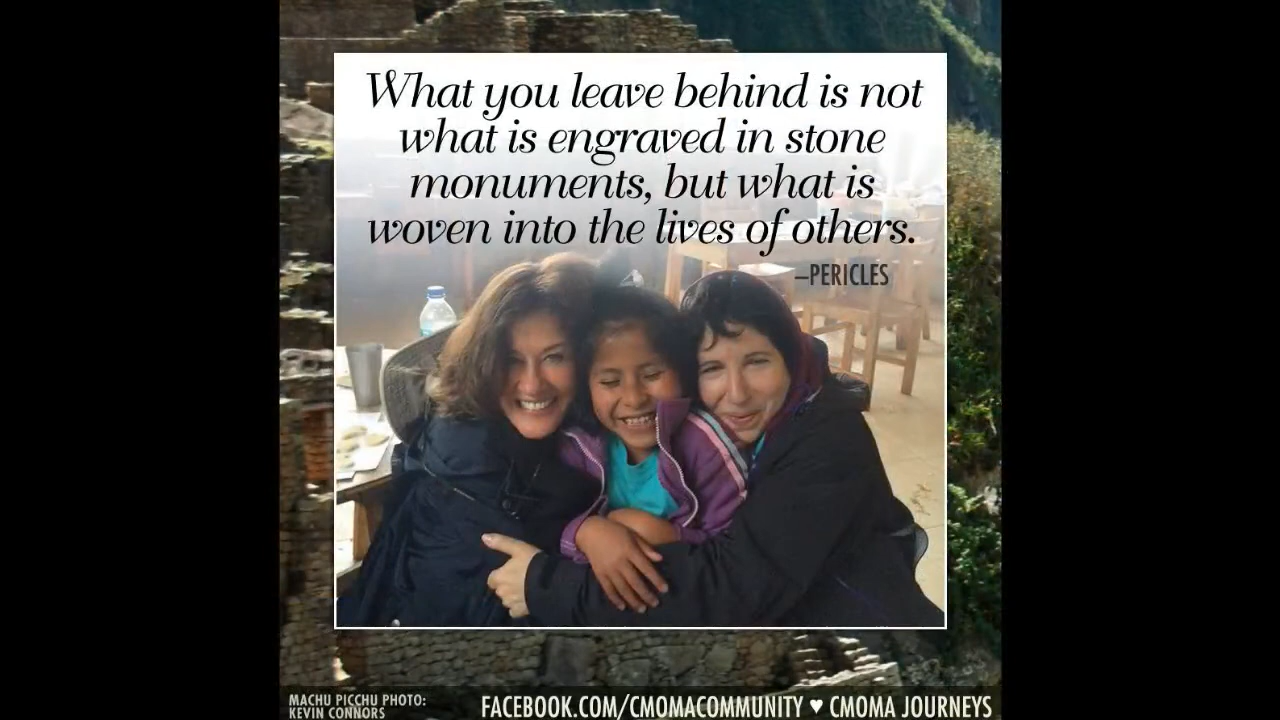 What you leave behind is not
what is engraved in stone
monuments, but what is
woven into the lives of others.
–PERICLES
MACHU PICCHU PHOTO:
KEVIN CONNORS
FACEBOOK.COM/CMOMACOMMUNITY ♥ CMOMA JOURNEYS